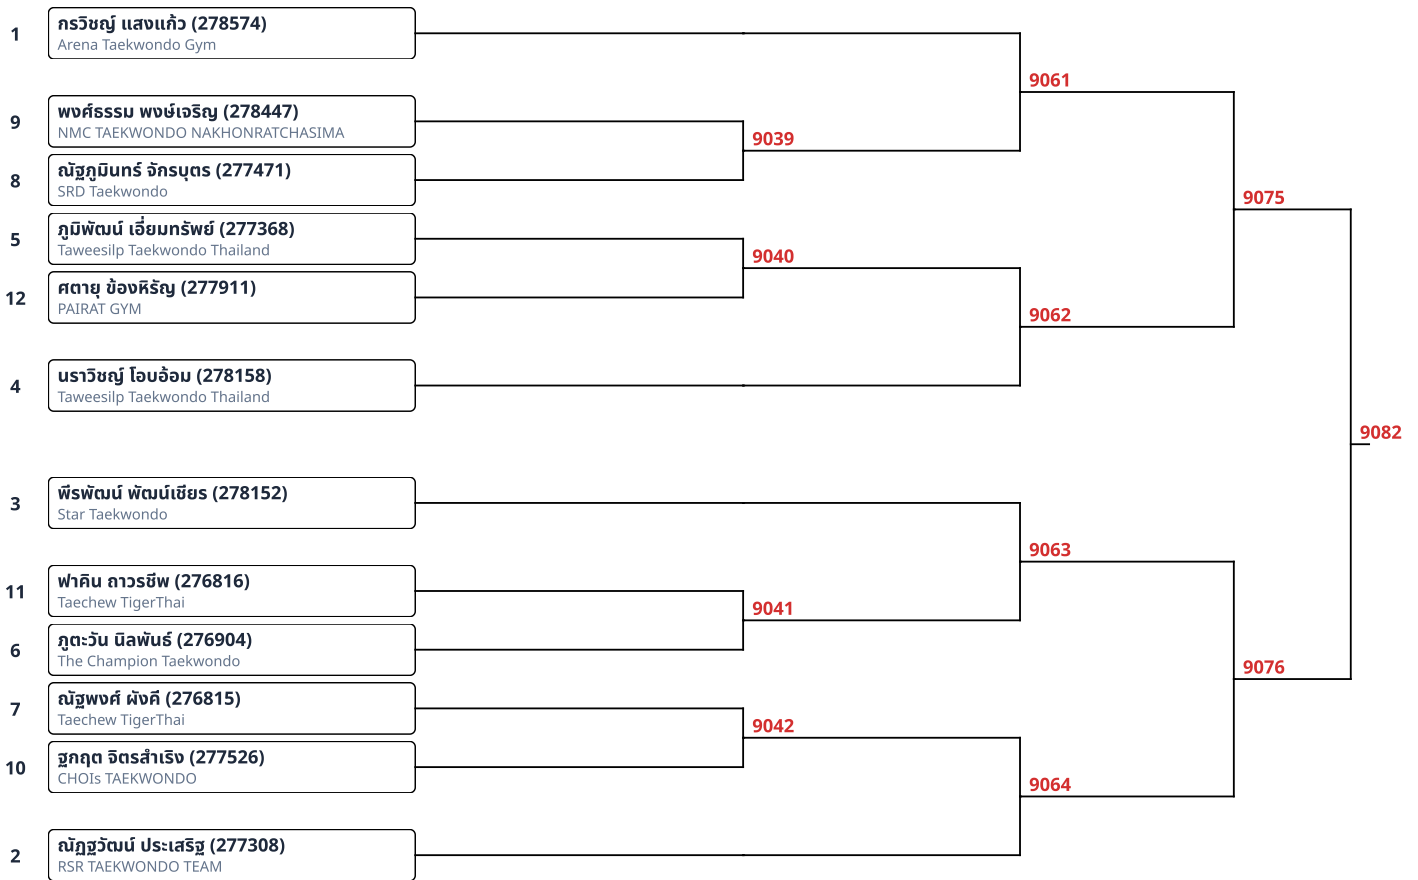 1
กรวิชญ์ แสงแก้ว (278574)
Arena Taekwondo Gym
9061
9
พงศ์ธรรม พงษ์เจริญ (278447)
NMC TAEKWONDO NAKHONRATCHASIMA
9039
8
ณัฐภูมินทร์ จักรบุตร (277471)
SRD Taekwondo
9075
5
ภูมิพัฒน์ เอี่ยมทรัพย์ (277368)
Taweesilp Taekwondo Thailand
9040
12
ศตายุ ข้องหิรัญ (277911)
PAIRAT GYM
9062
4
นราวิชญ์ โอบอ้อม (278158)
Taweesilp Taekwondo Thailand
9082
3
พีรพัฒน์ พัฒน์เชียร (278152)
Star Taekwondo
9063
11
ฟาคิน ถาวรชีพ (276816)
Taechew TigerThai
9041
6
ภูตะวัน นิลพันธ์ (276904)
The Champion Taekwondo
9076
7
ณัฐพงศ์ ผังคี (276815)
Taechew TigerThai
9042
10
ฐกฤต จิตรสำเริง (277526)
CHOIs TAEKWONDO
9064
2
ณัฏฐวัฒน์ ประเสริฐ (277308)
RSR TAEKWONDO TEAM